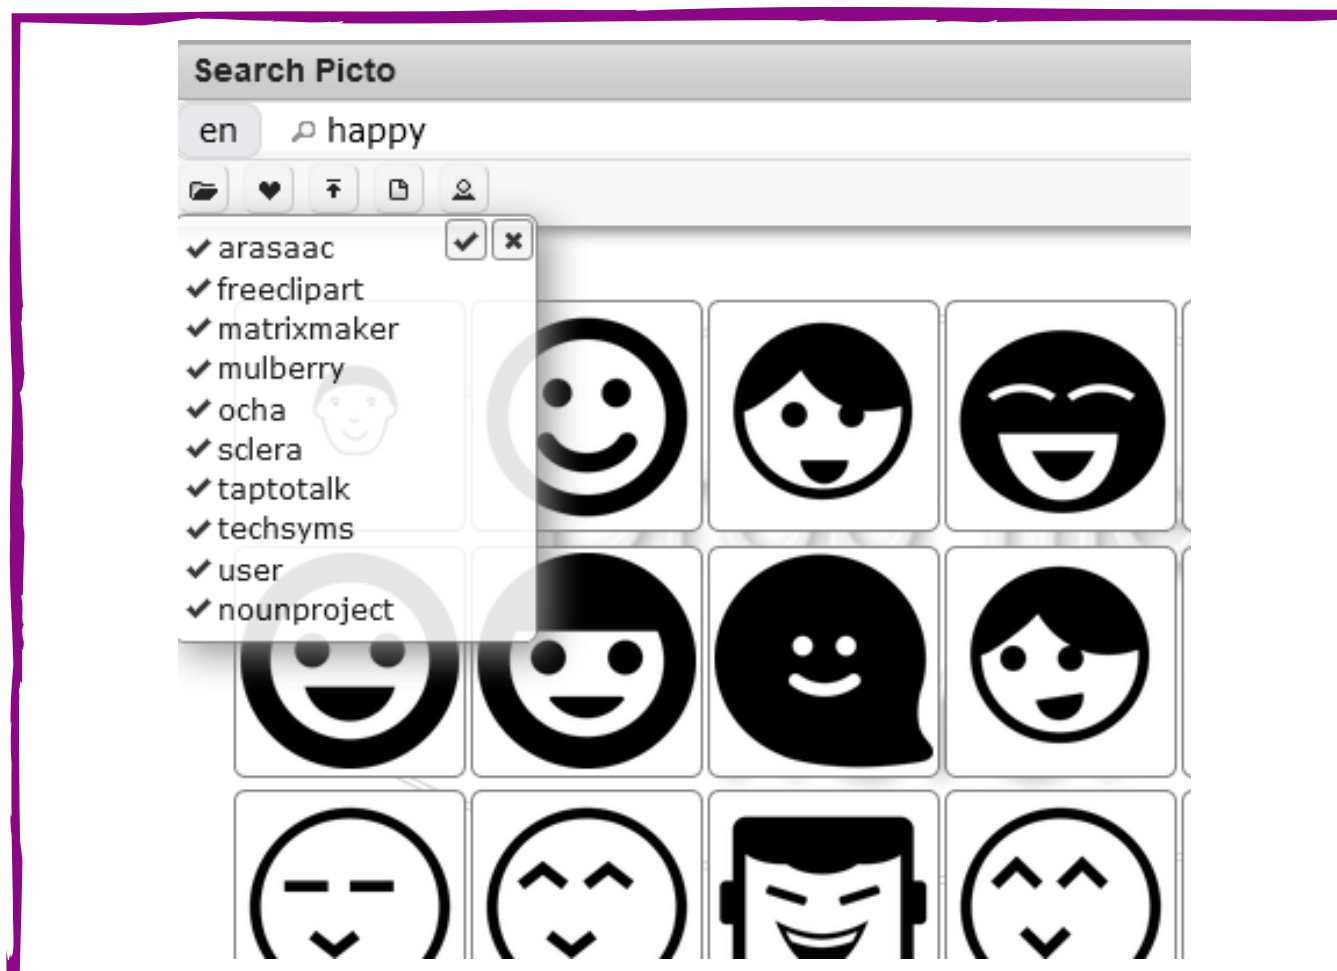 Search Picto
en happy
arasaac
freeclipart
matrixmaker
mulberry
ocha
sclera
taptotalk
techsyms
user
nounproject